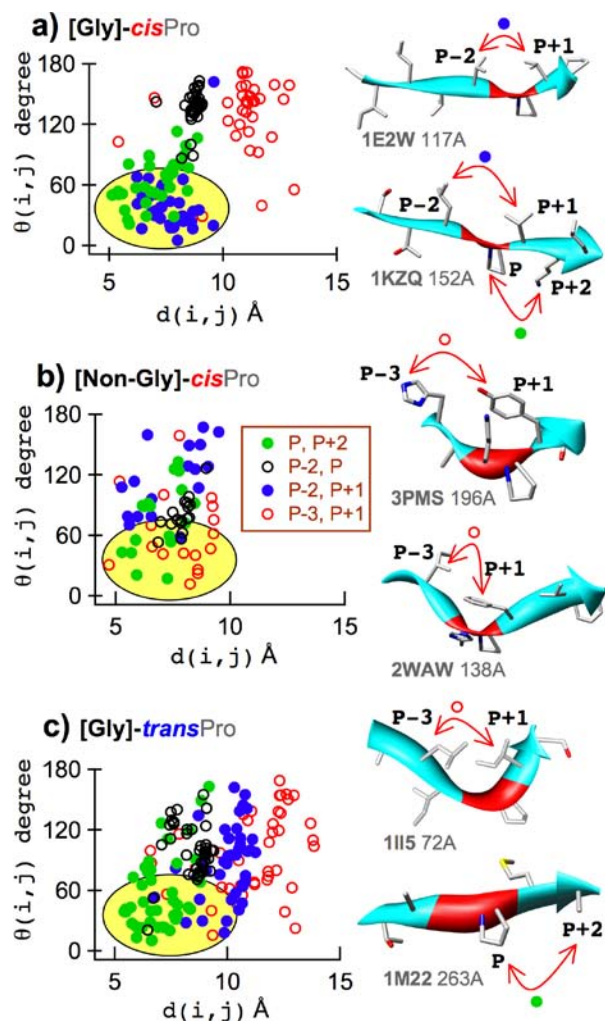 a) [Gly]-cisPro
θ(i,j) degree
180
120
60
0
5
10
15
d(i,j) Å
P-2
P+1
1E2W 117A
P-2
P+1
P
P+2
1KZQ 152A
b) [Non-Gly]-cisPro
θ(i,j) degree
180
120
60
0
5
10
15
d(i,j) Å
P, P+2
P-2, P
P-2, P+1
P-3, P+1
P-3
P+1
3PMS 196A
P-3
P+1
2WAW 138A
c) [Gly]-transPro
θ(i,j) degree
180
120
60
0
5
10
15
d(i,j) Å
P-3
P+1
1II5 72A
P
P+2
1M22 263A